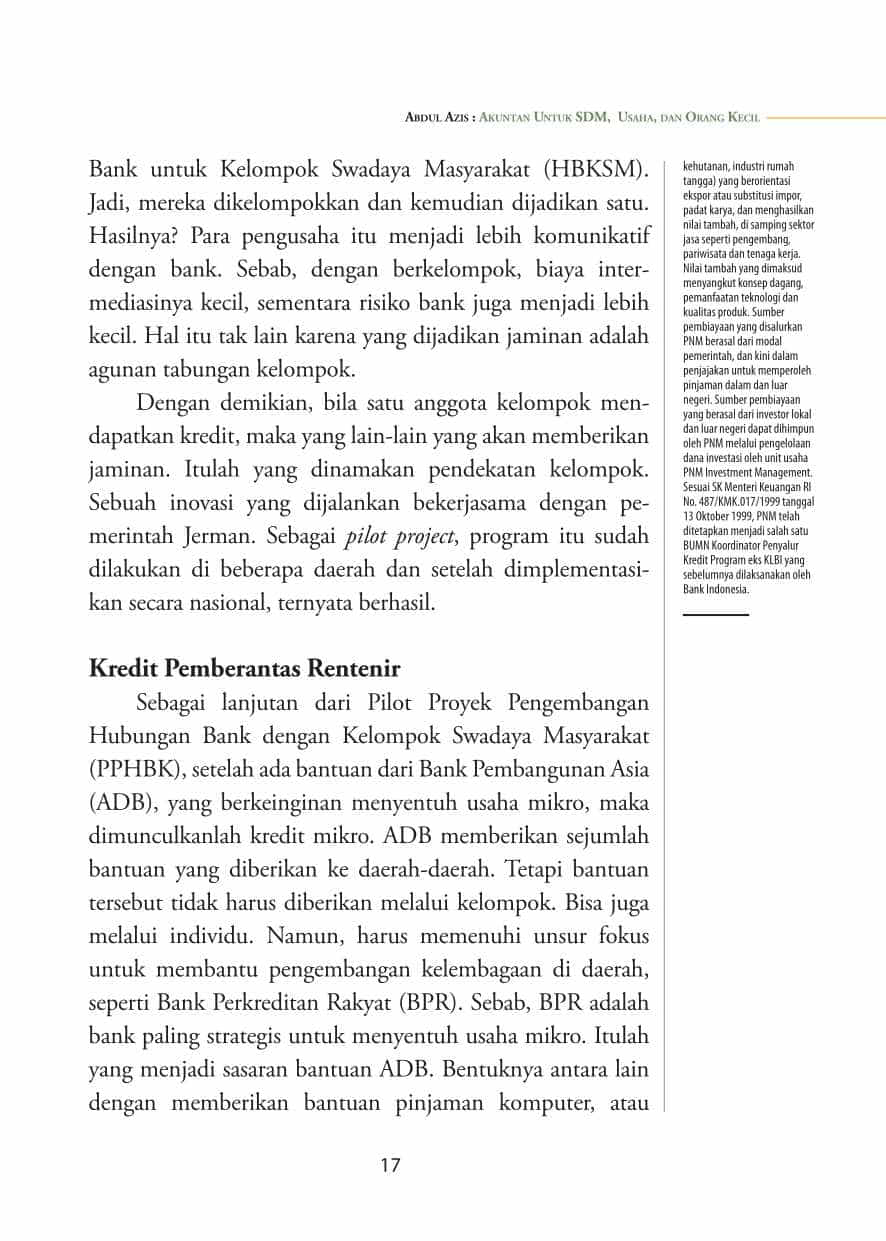 Abdul Azis : Akuntan Untuk SDM, Usaha, dan Orang Kecil
Bank untuk Kelompok Swadaya Masyarakat (HBKSM).
Jadi, mereka dikelompokkan dan kemudian dijadikan satu.
Hasilnya? Para pengusaha itu menjadi lebih komunikatif
dengan bank. Sebab, dengan berkelompok, biaya inter-
mediasinya kecil, sementara risiko bank juga menjadi lebih
kecil. Hal itu tak lain karena yang dijadikan jaminan adalah
agunan tabungan kelompok.
Dengan demikian, bila satu anggota kelompok men-
dapatkan kredit, maka yang lain-lain yang akan memberikan
jaminan. Itulah yang dinamakan pendekatan kelompok.
Sebuah inovasi yang dijalankan bekerjasama dengan pe-
merintah Jerman. Sebagai pilot project, program itu sudah
dilakukan di beberapa daerah dan setelah dimplementasi-
kan secara nasional, ternyata berhasil.
Kredit Pemberantas Rentenir
Sebagai lanjutan dari Pilot Proyek Pengembangan
Hubungan Bank dengan Kelompok Swadaya Masyarakat
(PPHBK), setelah ada bantuan dari Bank Pembangunan Asia
(ADB), yang berkeinginan menyentuh usaha mikro, maka
dimunculkanlah kredit mikro. ADB memberikan sejumlah
bantuan yang diberikan ke daerah-daerah. Tetapi bantuan
tersebut tidak harus diberikan melalui kelompok. Bisa juga
melalui individu. Namun, harus memenuhi unsur fokus
untuk membantu pengembangan kelembagaan di daerah,
seperti Bank Perkreditan Rakyat (BPR). Sebab, BPR adalah
bank paling strategis untuk menyentuh usaha mikro. Itulah
yang menjadi sasaran bantuan ADB. Bentuknya antara lain
dengan memberikan bantuan pinjaman komputer, atau
kehutanan, industri rumah
tangga) yang berorientasi
ekspor atau substitusi impor,
padat karya, dan menghasilkan
nilai tambah, di samping sektor
jasa seperti pengembang,
pariwisata dan tenaga kerja.
Nilai tambah yang dimaksud
menyangkut konsep dagang,
pemanfaatan teknologi dan
kualitas produk. Sumber
pembiayaan yang disalurkan
PNM berasal dari modal
pemerintah, dan kini dalam
penjajakan untuk memperoleh
pinjaman dalam dan luar
negeri. Sumber pembiayaan
yang berasal dari investor lokal
dan luar negeri dapat dihimpun
oleh PNM melalui pengelolaan
dana investasi oleh unit usaha
PNM Investment Management.
Sesuai SK Menteri Keuangan RI
No. 487/KMK.017/1999 tanggal
13 Oktober 1999, PNM telah
ditetapkan menjadi salah satu
BUMN Koordinator Penyalur
Kredit Program eks KLBI yang
sebelumnya dilaksanakan oleh
Bank Indonesia.
17